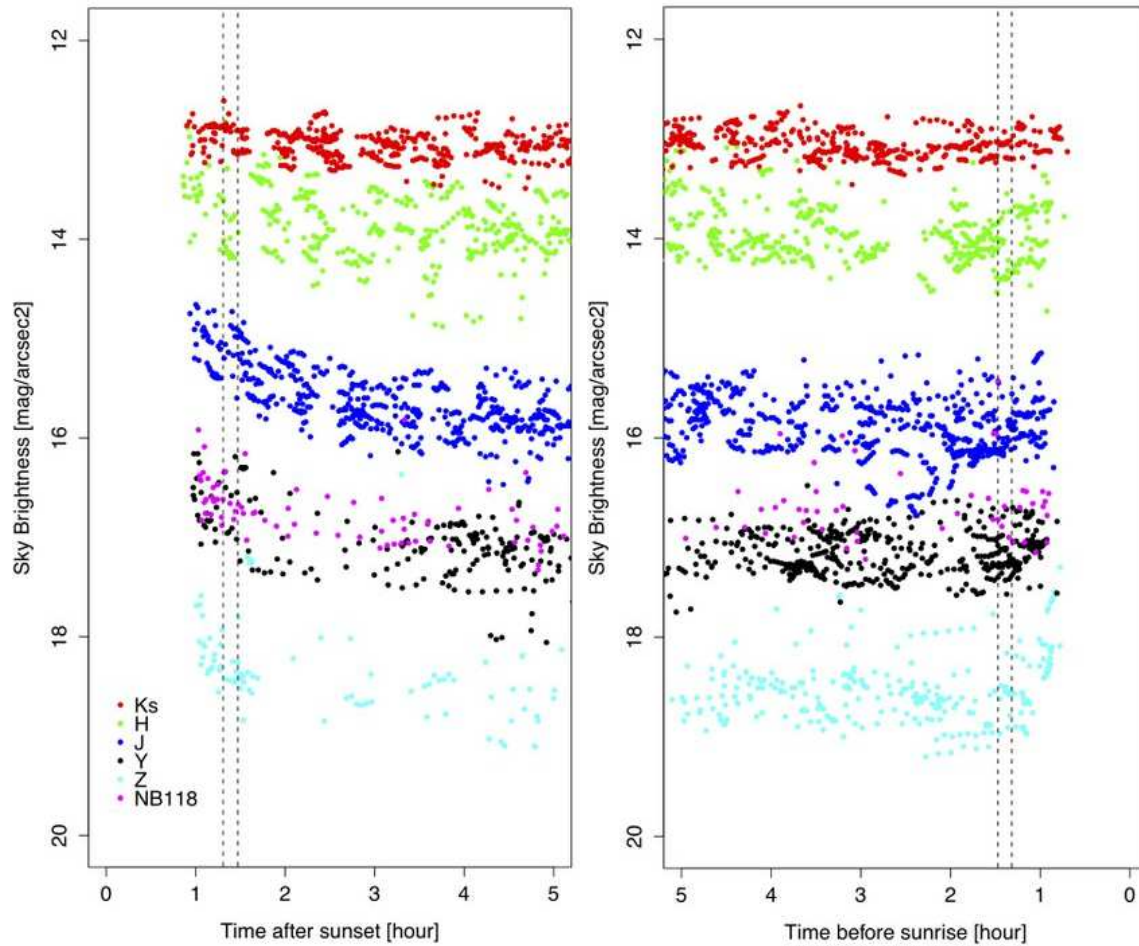 12
14
16
18
20
Sky Brightness [mag/arcsec2]
Ks
H
J
Y
Z
NB118
0 1 2 3 4 5
Time after sunset [hour]
12
14
16
18
20
Sky Brightness [mag/arcsec2]
5 4 3 2 1 0
Time before sunrise [hour]